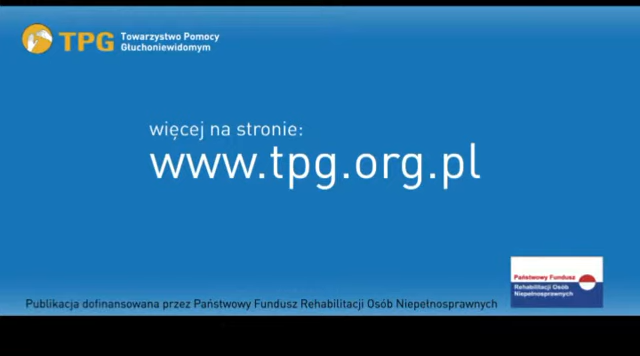 TPG
Towarzystwo Pomocy
Głuchoniewidomym
więcej na stronie:
www.tpg.org.pl
Państwowy Fundusz
Rehabilitacji Osób
Niepełnosprawnych
Publikacja dofinansowana przez Państwowy Fundusz Rehabilitacji Osób Niepełnosprawnych